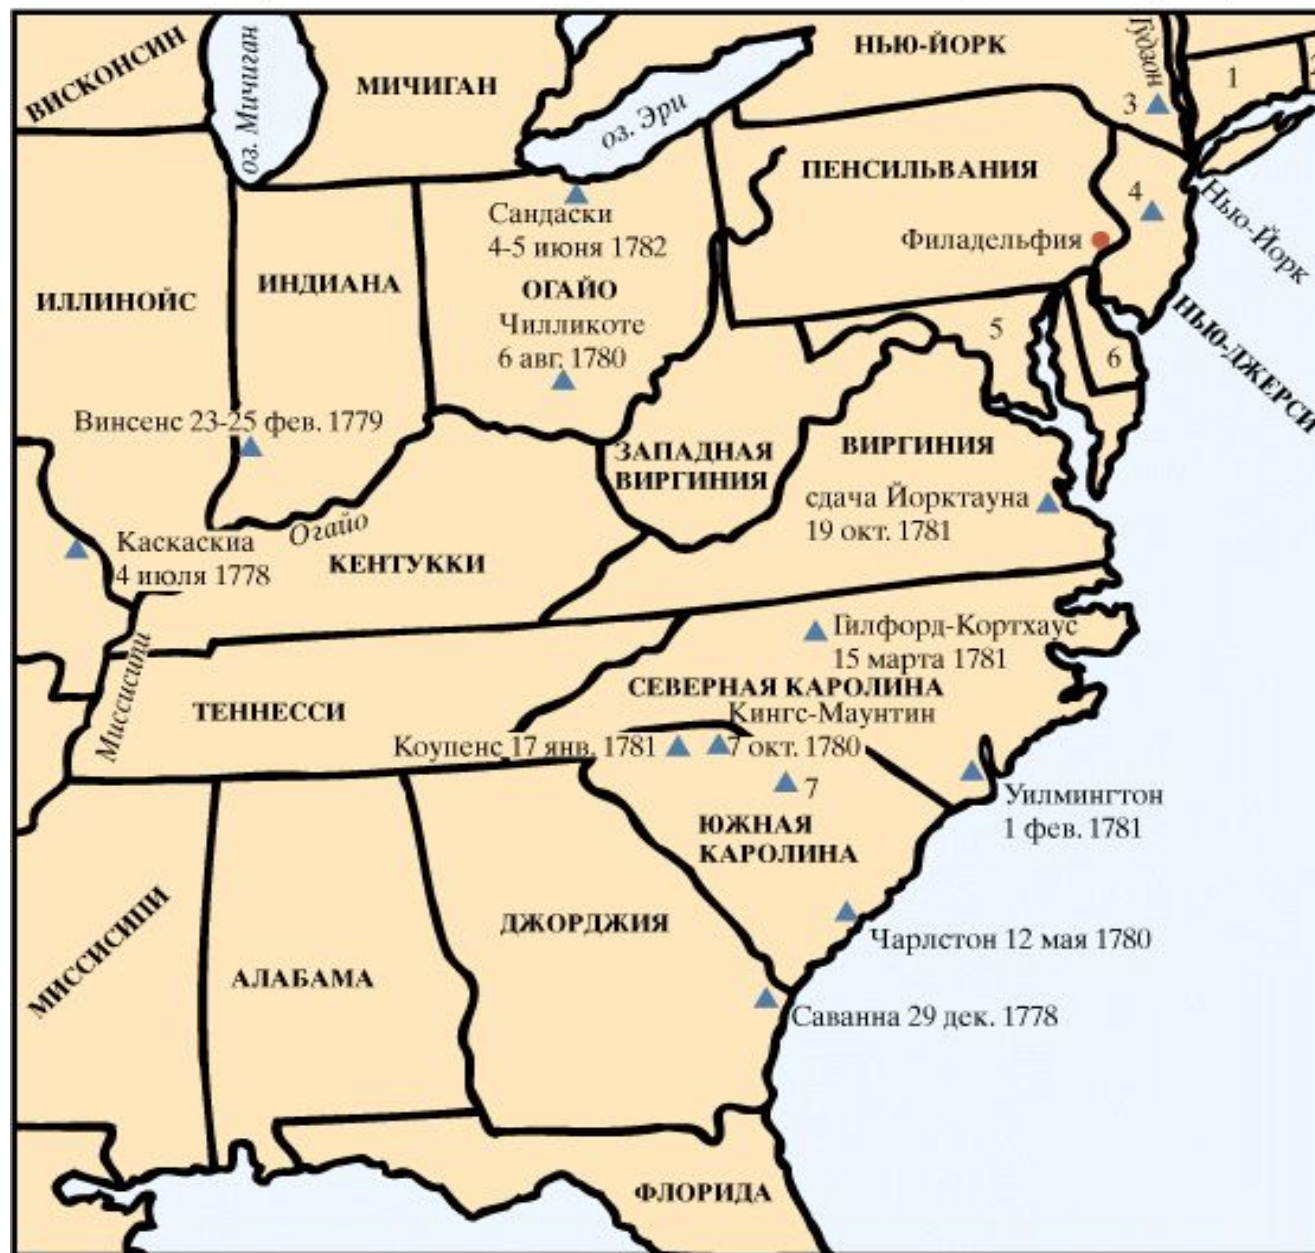 ВИСКОНСИН
оз. Мичиган
МИЧИГАН
оз. Эри
НЬЮ-ЙОРК
Гудзон
1
3
ПЕНСИЛЬВАНИЯ
4
Нью-Йорк
Филадельфия
НЬЮ-ДЖЕРСИ
Сандаски
4-5 июня 1782
ОГАЙО
Чилликоте
6 авг. 1780
ИЛЛИНОЙС
ИНДИАНА
5
6
Винсенс 23-25 фев. 1779
ЗАПАДНАЯ
ВИРГИНИЯ
ВИРГИНИЯ
сдача Йорктауна
19 окт. 1781
Каскаскиа
4 июля 1778
Огайо
КЕНТУККИ
Гилфорд-Кортхаус
15 марта 1781
Миссисипи
ТЕННЕССИ
СЕВЕРНАЯ КАРОЛИНА
Кингс-Маунтин
7 окт. 1780
Коупенс 17 янв. 1781
7
Уилмингтон
1 фев. 1781
ЮЖНАЯ
КАРОЛИНА
МИССИСИПИ
АЛАБАМА
ДЖОРДЖИЯ
Чарлстон 12 мая 1780
Саванна 29 дек. 1778
ФЛОРИДА